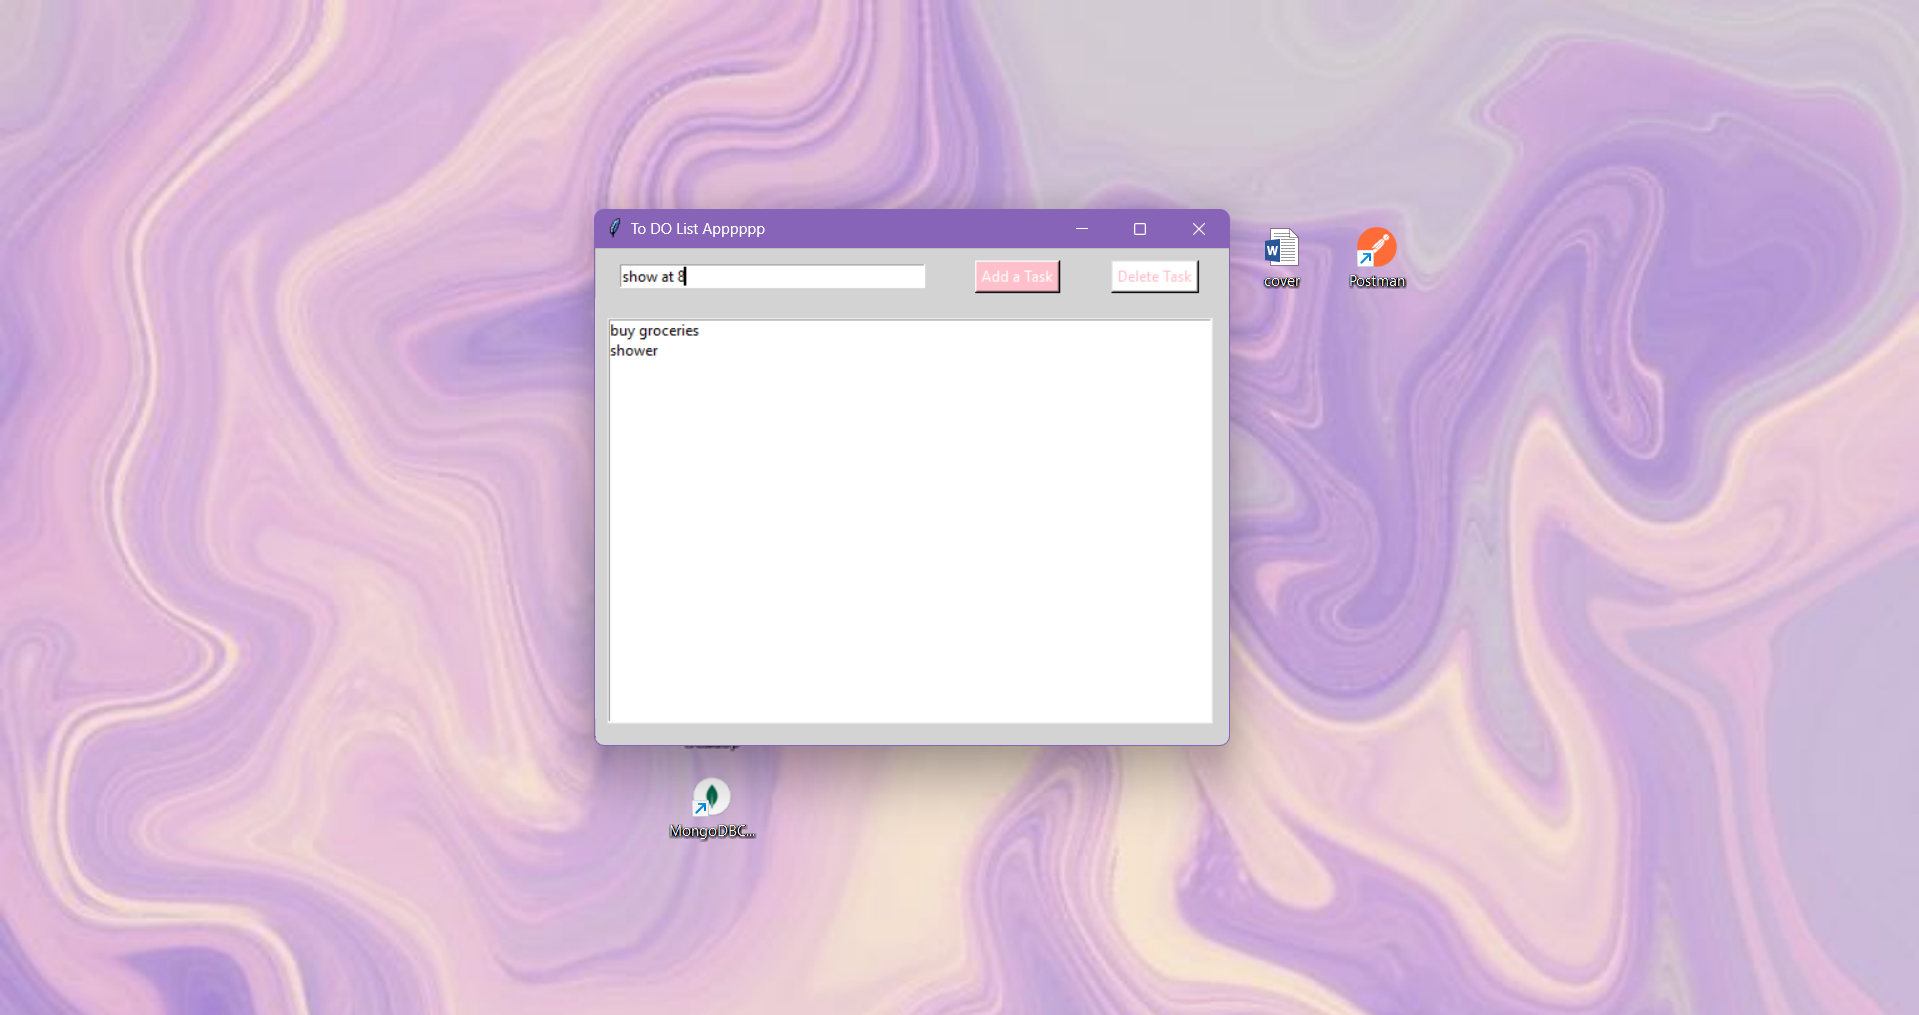 To DO List Apppppp
show at 8
Add a Task
Delete Task
buy groceries
shower
W
cover
Postman
MongoDBC...